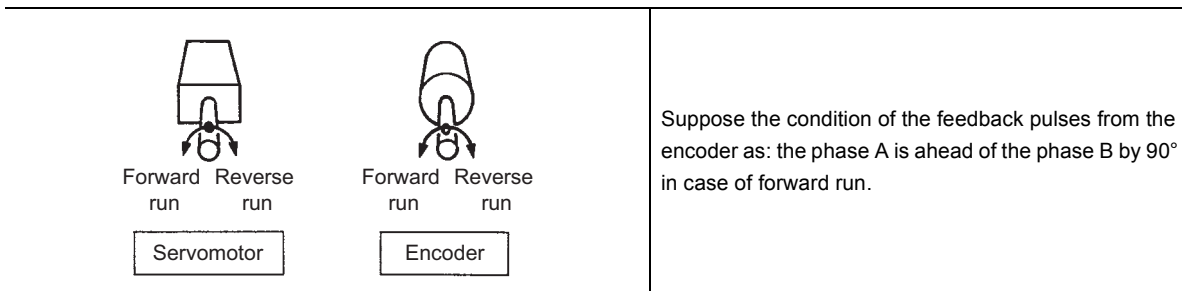 Forward Reverse
run run
Servomotor
Forward Reverse
run run
Encoder
Suppose the condition of the feedback pulses from the
encoder as: the phase A is ahead of the phase B by 90°
in case of forward run.